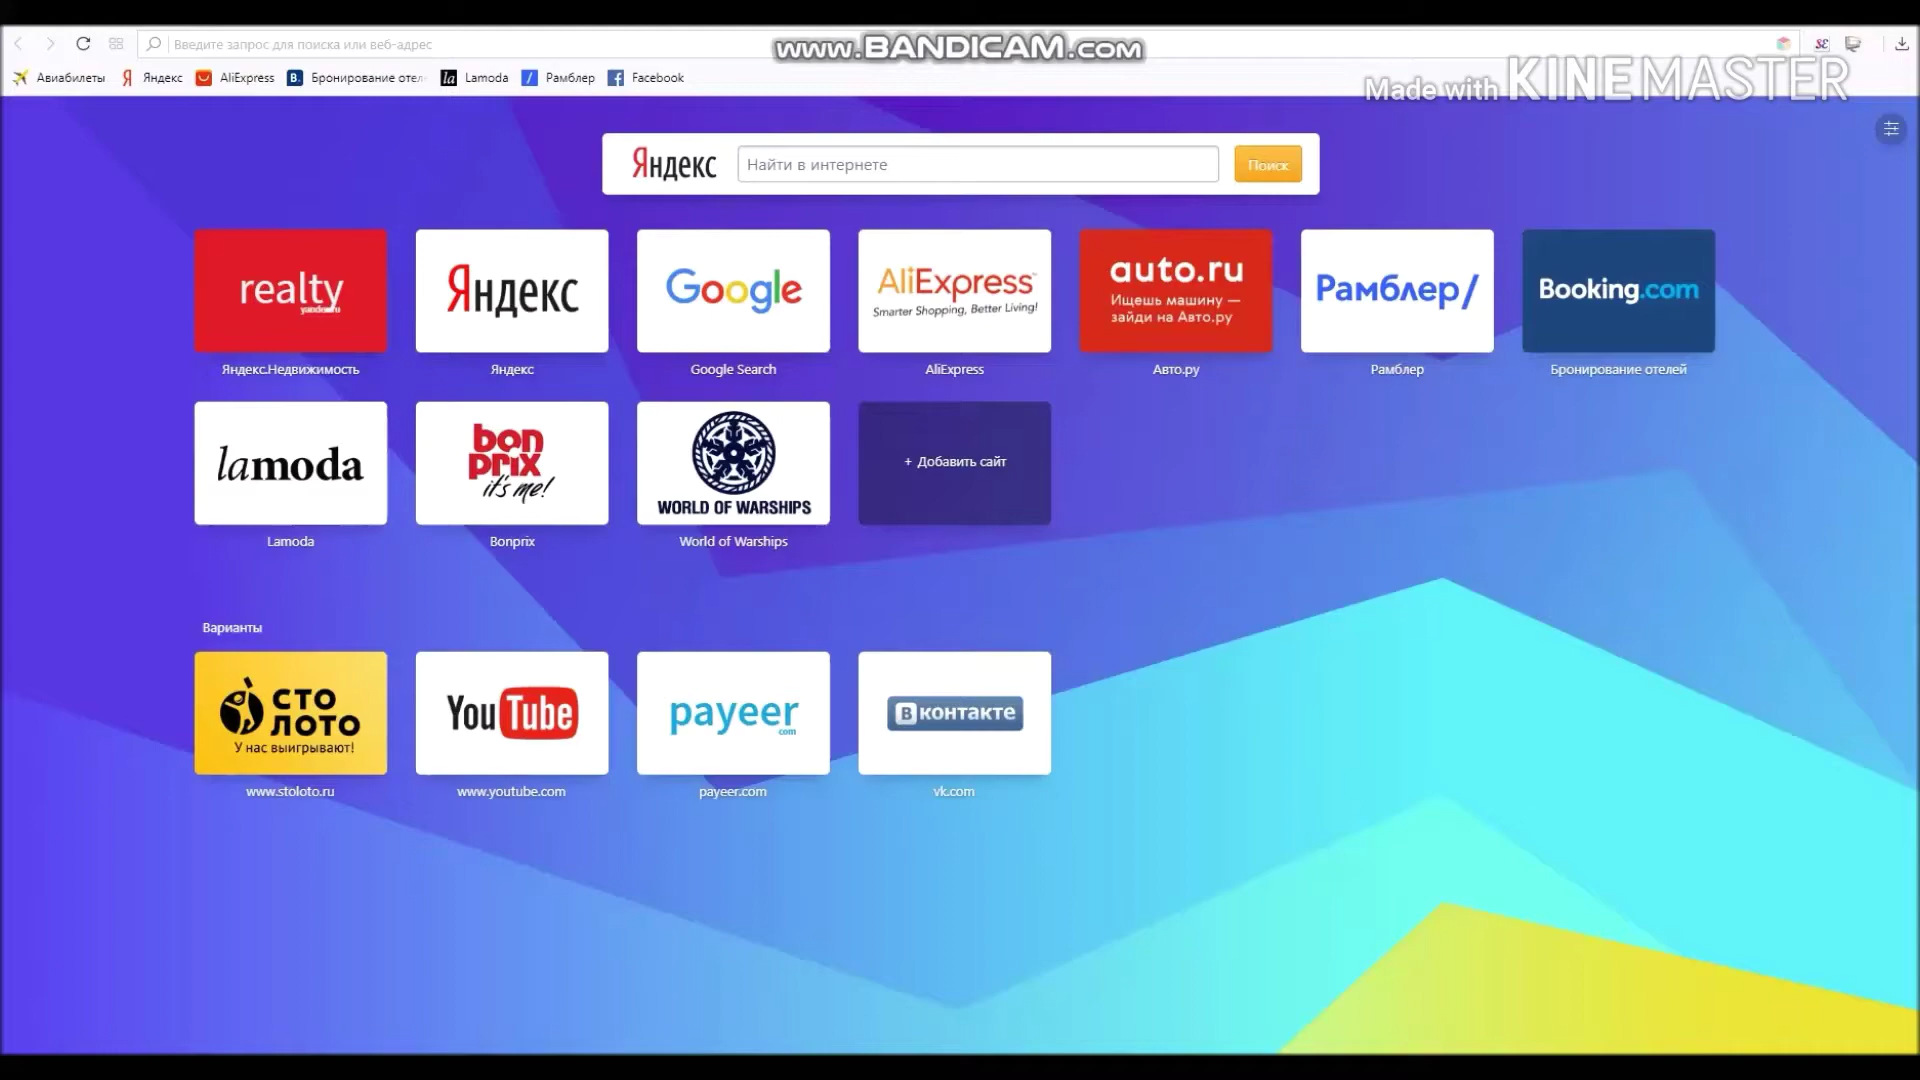 Введите запрос для поиска или веб-адрес
www.BANDICAM.com
Авиабилеты
Яндекс
AliExpress
Бронирование отел
Lamoda
Рамблер
Facebook
Made with KINEMASTER
Яндекс
Найти в интернете
Поиск
realty
yandex.ru
Яндекс
Google
AliExpress
Smarter Shopping, Better Living!
auto.ru
Ищешь машину —
зайди на Авто.ру
Рамблер/
Booking.com
Яндекс.Недвижимость
Яндекс
Google Search
AliExpress
Авто.ру
Рамблер
Бронирование отелей
lamoda
bon
prix
it's me!
WORLD OF WARSHIPS
+ Добавить сайт
Lamoda
Bonprix
World of Warships
Варианты
СТО
ЛОТО
У нас выигрывают!
YouTube
payeer
com
В контакте
www.stoloto.ru
www.youtube.com
payeer.com
vk.com